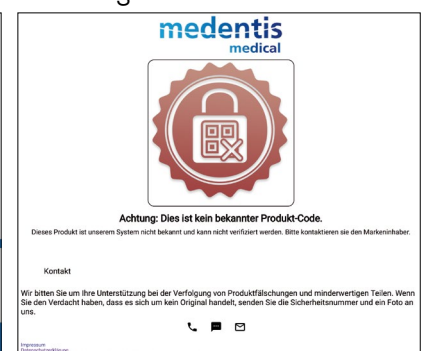 medentis
medical
Achtung: Dies ist kein bekannter Produkt-Code.
Dieses Produkt ist unserem System nicht bekannt und kann nicht verifiziert werden. Bitte kontaktieren sie den Markeninhaber.
Kontakt
Wir bitten Sie um Ihre Unterstützung bei der Verfolgung von Produktfälschungen und minderwertigen Teilen. Wenn
Sie den Verdacht haben, dass es sich um kein Original handelt, senden Sie die Sicherheitsnummer und ein Foto an
uns.
Impressum